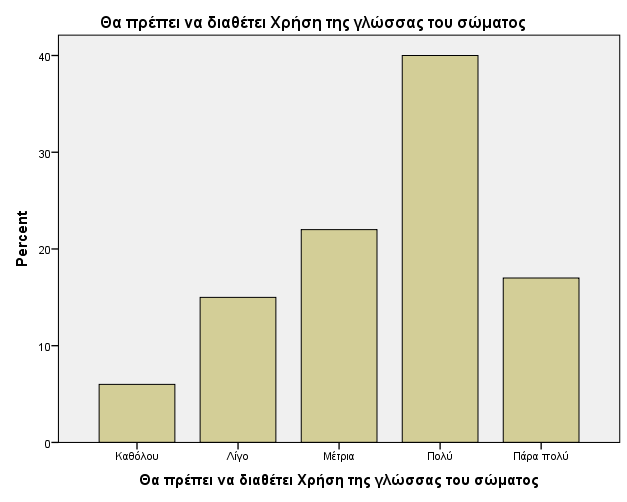 Θα πρέπει να διαθέτει Χρήση της γλώσσας του σώματος
Percent
40
30
20
10
0
Καθόλου Λίγο Μέτρια Πολύ Πάρα πολύ
Θα πρέπει να διαθέτει Χρήση της γλώσσας του σώματος